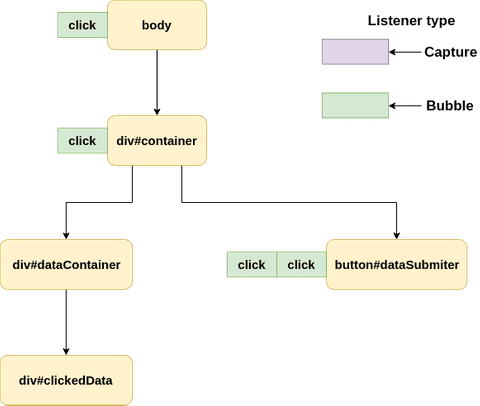 click
body
Listener type
Capture
Bubble
click
div#container
div#dataContainer
click
click
button#dataSubmiter
div#clickedData